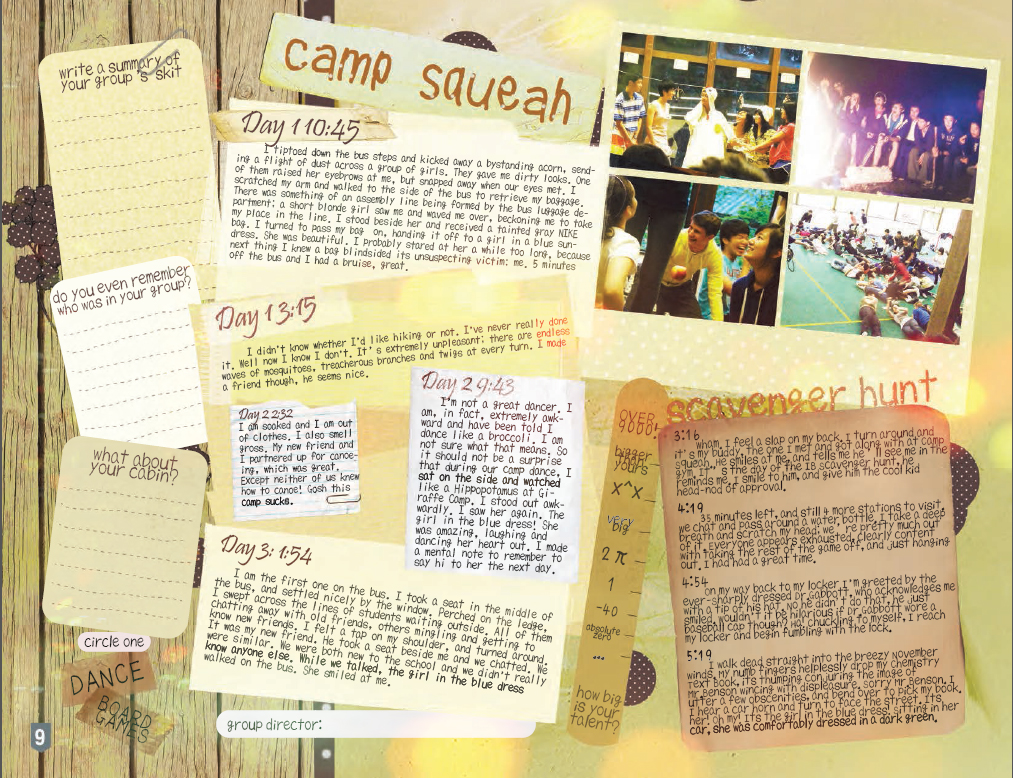 write a summary of
your group's skit
do you even remember
who was in your group?
what about
your cabin?
circle one
DANCE
BOARD
GAMES
9
camp squeah
Day 1 10:45
I tiptoed down the bus steps and kicked away a bystanding acorn, send-
ing a flight of dust across a group of girls. They gave me dirty looks. One
of them raised her eyebrows at me, but snapped away when our eyes met. I
scratched my arm and walked to the side of the bus to retrieve my baggage.
There was something of an assembly line being formed by the bus luggage de-
partment; a short blonde girl saw me and waved me over, beckoning me to take
my place in the line. I stood beside her and received a tainted gray NIKE
bag. I turned to pass my bag on, handing it off to a girl in a blue sun-
dress. She was beautiful. I probably stared at her a while too long, because
next thing I knew a bag blindsided its unsuspecting victim: me. 5 minutes
off the bus and I had a bruise, great.
Day 1 3:15
I didn't know whether I'd like hiking or not. I've never really done
it. Well now I know I don't. It's extremely unpleasant; there are endless
waves of mosquitoes, treacherous branches and twigs at every turn. I made
a friend though, he seems nice.
Day 2 2:32
I am soaked and I am out
of clothes. I also smell
gross. My new friend and
I partnered up for canoe-
ing, which was great.
Except neither of us knew
how to canoe! Gosh this
camp sucks.
Day 2 9:43
I'm not a great dancer. I
am, in fact, extremely awk-
ward and have been told I
dance like a broccoli. I am
not sure what that means. So
it should not be a surprise
that during our camp dance, I
sat on the side and watched
like a Hippopotamus at Gi-
raffe Camp. I stood out awk-
wardly. I saw her again. The
girl in the blue dress! She
was amazing, laughing and
dancing her heart out. I made
a mental note to remember to
say hi to her the next day.
Day 3: 1:54
I am the first one on the bus. I took a seat in the middle of
the bus, and settled nicely by the window. Perched on the ledge,
I swept across the lines of students waiting outside. All of them
chatting away with old friends, others mingling and getting to
know new friends. I felt a tap on my shoulder, and turned around.
It was my new friend. He took a seat beside me and we chatted. We
were similar. We were both new to the school and we didn't really
know anyone else. While we talked, the girl in the blue dress
walked on the bus. She smiled at me.
group director:
OVER
9000!
bigger
than
yours
x^x
very
big
2 π
1
-40
absolute
zero
...
how big
is your
talent?
scavenger hunt
3:16
Wham. I feel a slap on my back. I turn around and
it's my buddy, the one I met and got along with at camp
squeah. He smiles at me, and tells me he'll see me in the
gym. It's the day of the IB scavenger hunt, he
reminds me. I smile to him, and give him the cool kid
head-nod of approval.
4:19
35 minutes left, and still 4 more stations to visit.
we chat and pass around a water bottle. I take a deep
breath and scratch my head; we're pretty much out
of it. Everyone appears exhausted, clearly content
with taking the rest of the game off, and just hanging
out. I had had a great time.
4:54
on my way back to my locker I'm greeted by the
ever-sharply dressed Dr Gabbott, who acknowledges me
with a tip of his hat. No he didn't do that, he just
smiled, wouldn't it be hilarious if Dr Gabbott wore a
baseball cap though? Ha! chuckling to myself, I reach
my locker and begin fumbling with the lock.
5:19
I walk dead straight into the breezy november
winds, my numb fingers helplessly drop my chemistry
text book, its thumping conjuring the image of
Mr Benson wincing with displeasure. sorry Mr Benson. I
utter a few obscenities, and bend over to pick my book.
I hear a car horn and turn to face the street. Its
her! oh my! Its the girl in the blue dress! Sitting in her
car, she was comfortably dressed in a dark green.